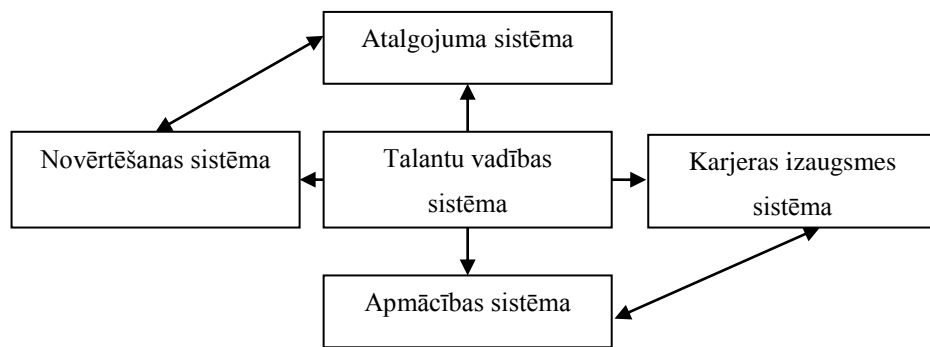 Atalgojuma sistēma
Novērtēšanas sistēma
Talantu vadības
sistēma
Karjeras izaugsmes
sistēma
Apmācības sistēma